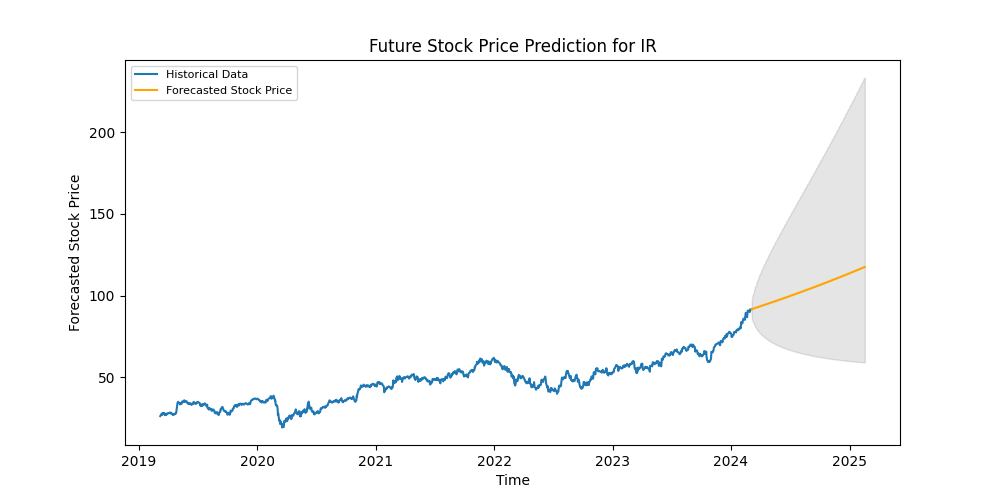 Future Stock Price Prediction for IR
Historical Data
Forecasted Stock Price
200
150
100
50
Forecasted Stock Price
2019 2020 2021 2022 2023 2024 2025
Time